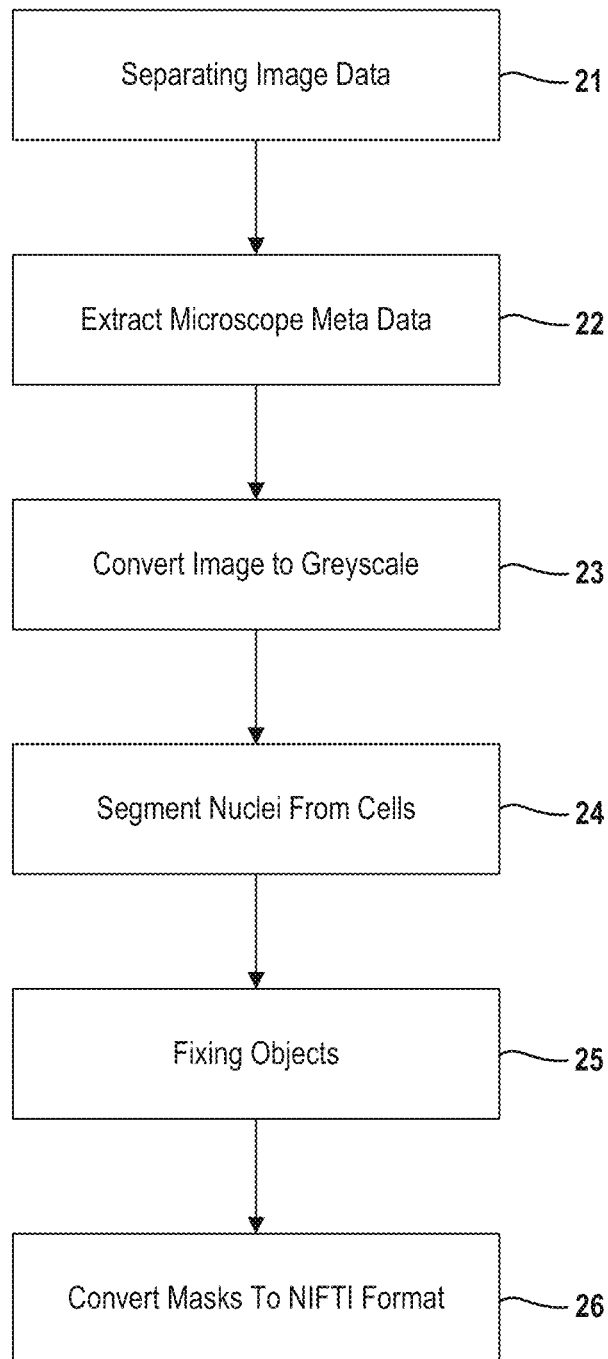 Separating Image Data
21
Extract Microscope Meta Data
22
Convert Image to Greyscale
23
Segment Nuclei From Cells
24
Fixing Objects
25
Convert Masks To NIFTI Format
26